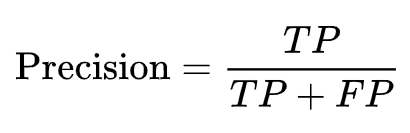 Precision = TP / (TP + FP)